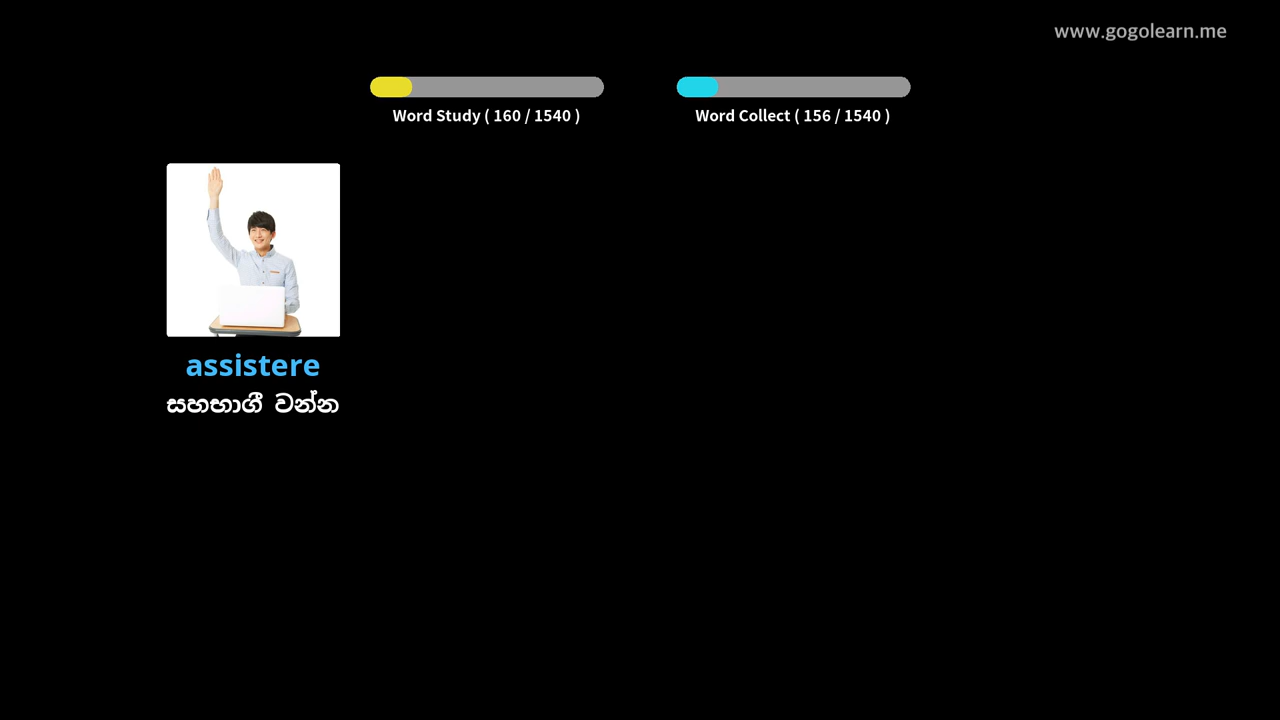 www.gogolearn.me
Word Study ( 160 / 1540 )
Word Collect ( 156 / 1540 )
assistere
සහභාගී වන්න